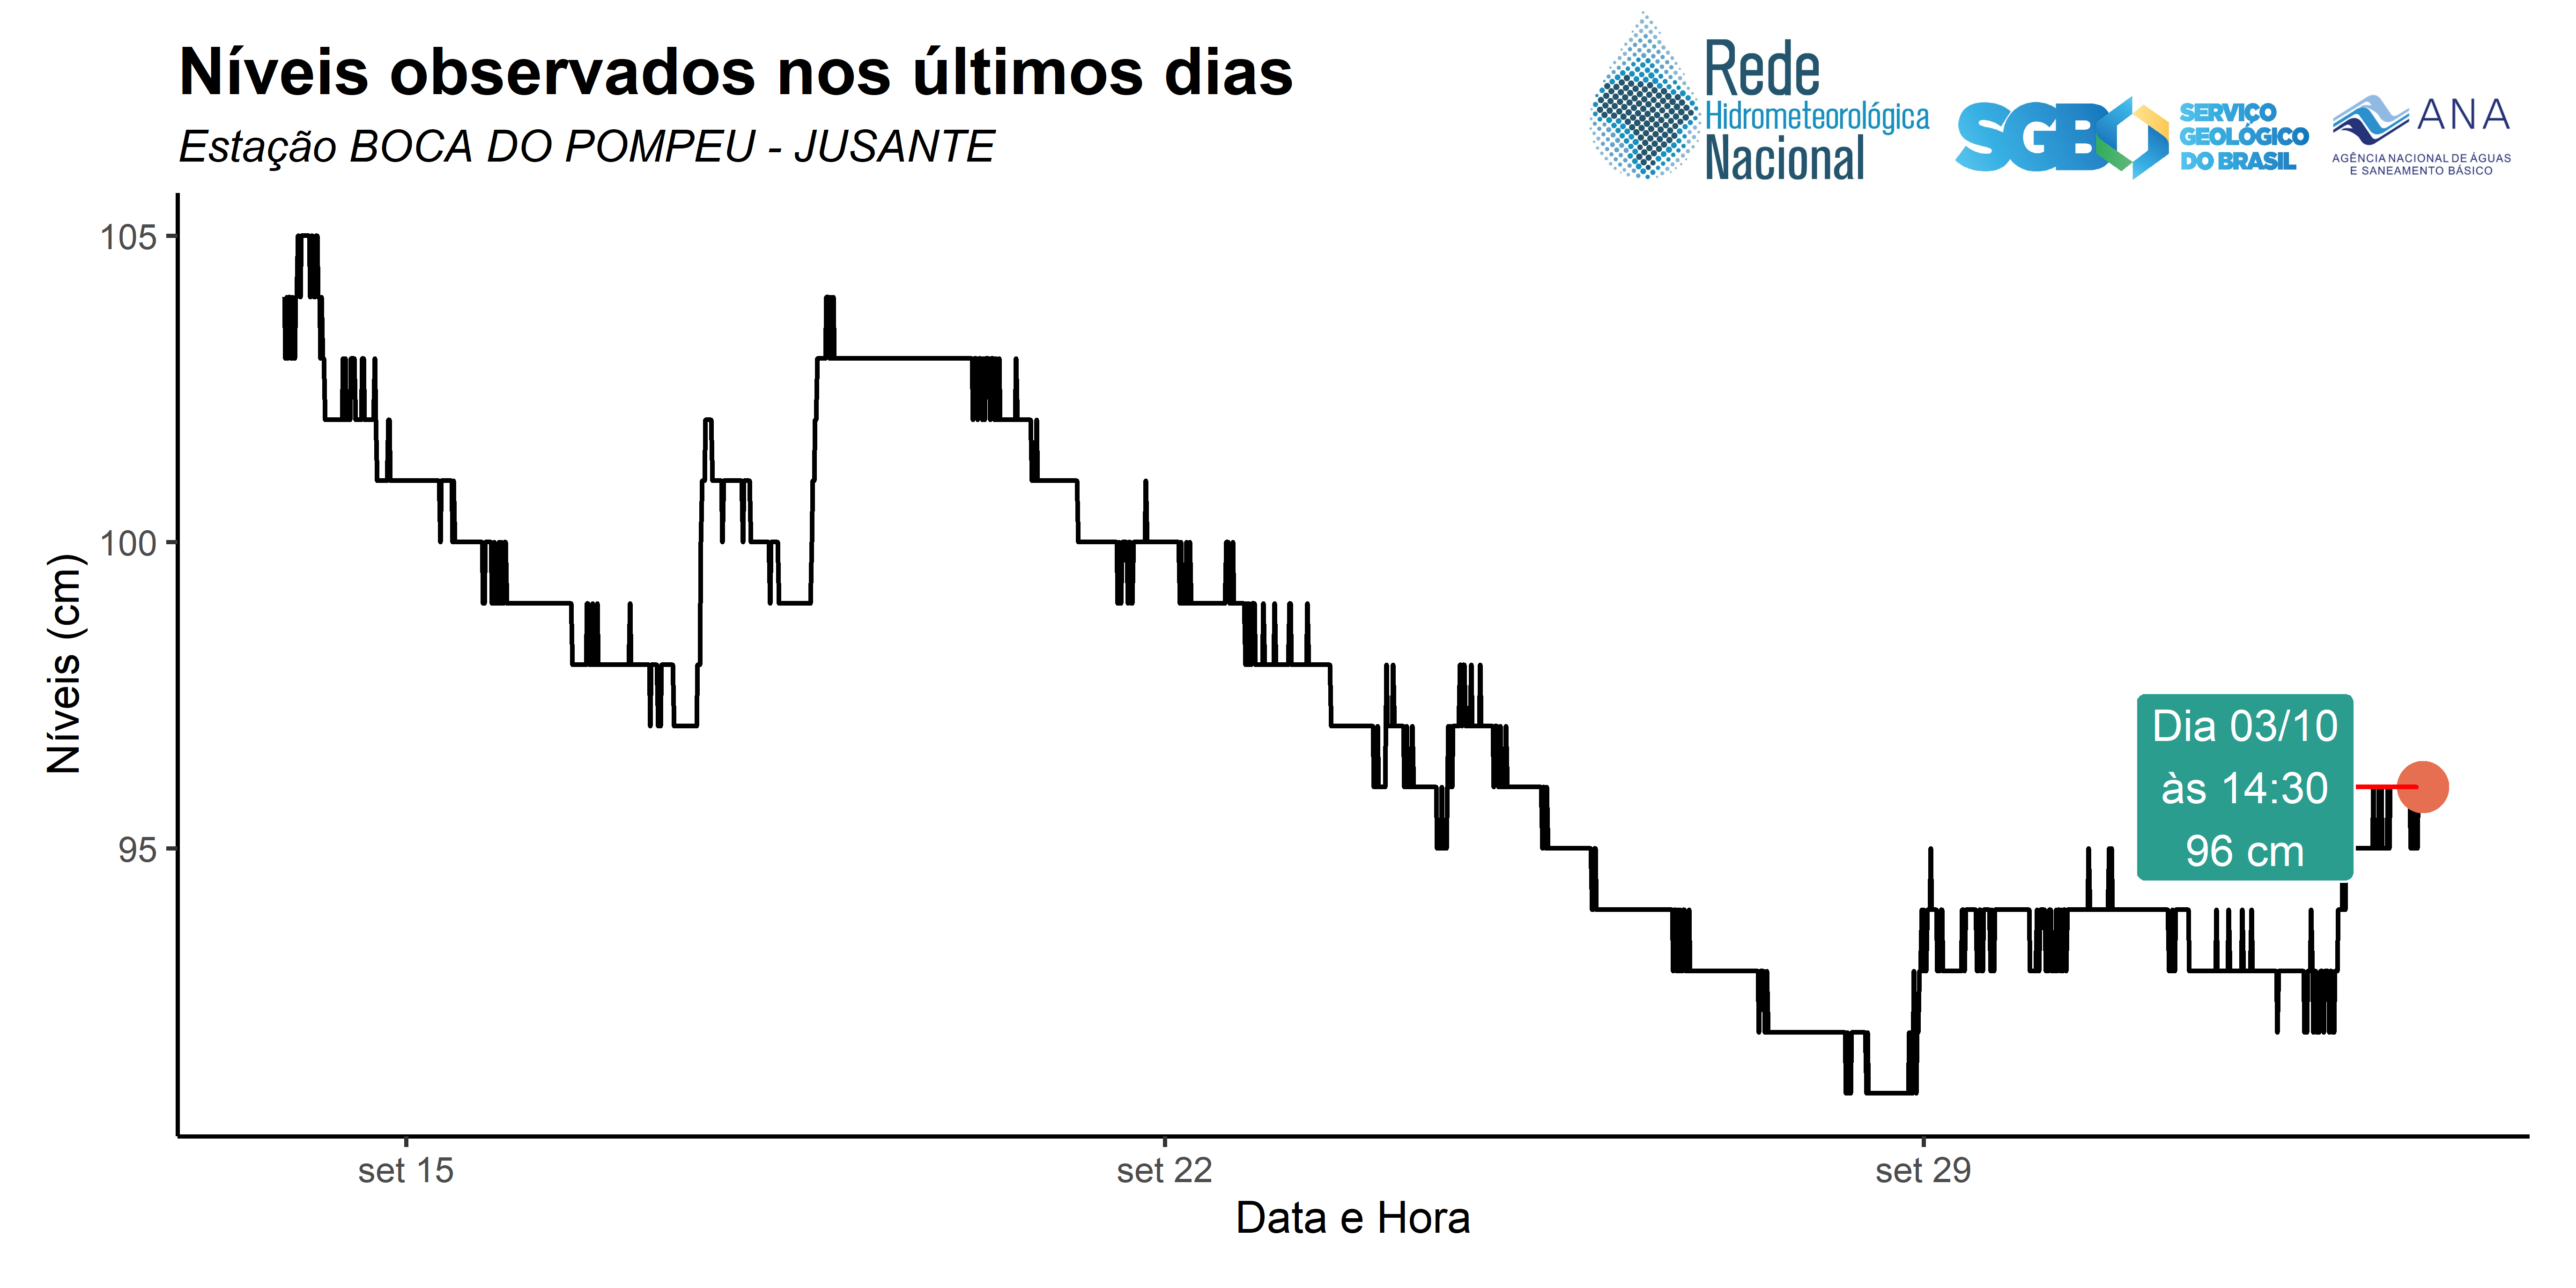 Níveis observados nos últimos dias
Estação BOCA DO POMPEU - JUSANTE
Rede
Hidrometeorológica
Nacional
SGB
SERVIÇO
GEOLÓGICO
DO BRASIL
ANA
AGÊNCIA NACIONAL DE ÁGUAS
E SANEAMENTO BÁSICO
105
100
95
Níveis (cm)
Dia 03/10
às 14:30
96 cm
set 15
set 22
set 29
Data e Hora